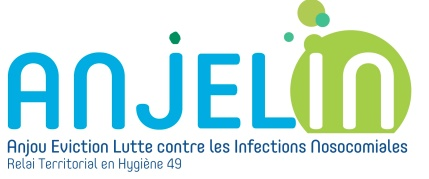 ANJELIN
Anjou Eviction Lutte contre les Infections Nosocomiales
Relai Territorial en Hygiène 49